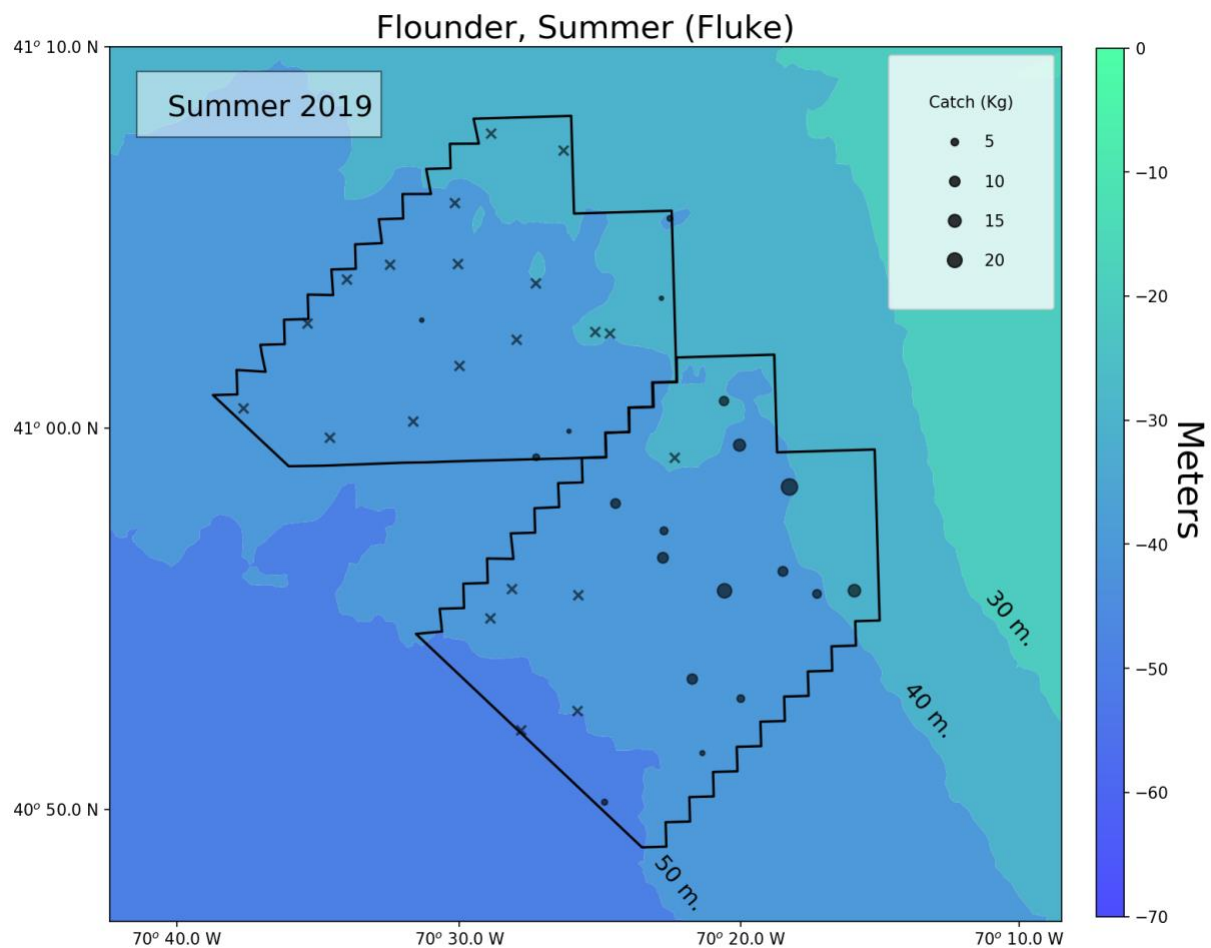 Flounder, Summer (Fluke)
41° 10.0 N
Summer 2019
Catch (Kg)
5
10
15
20
0
−10
−20
−30
−40
−50
−60
−70
Meters
41° 00.0 N
40° 50.0 N
30 m.
40 m.
50 m.
70° 40.0 W
70° 30.0 W
70° 20.0 W
70° 10.0 W